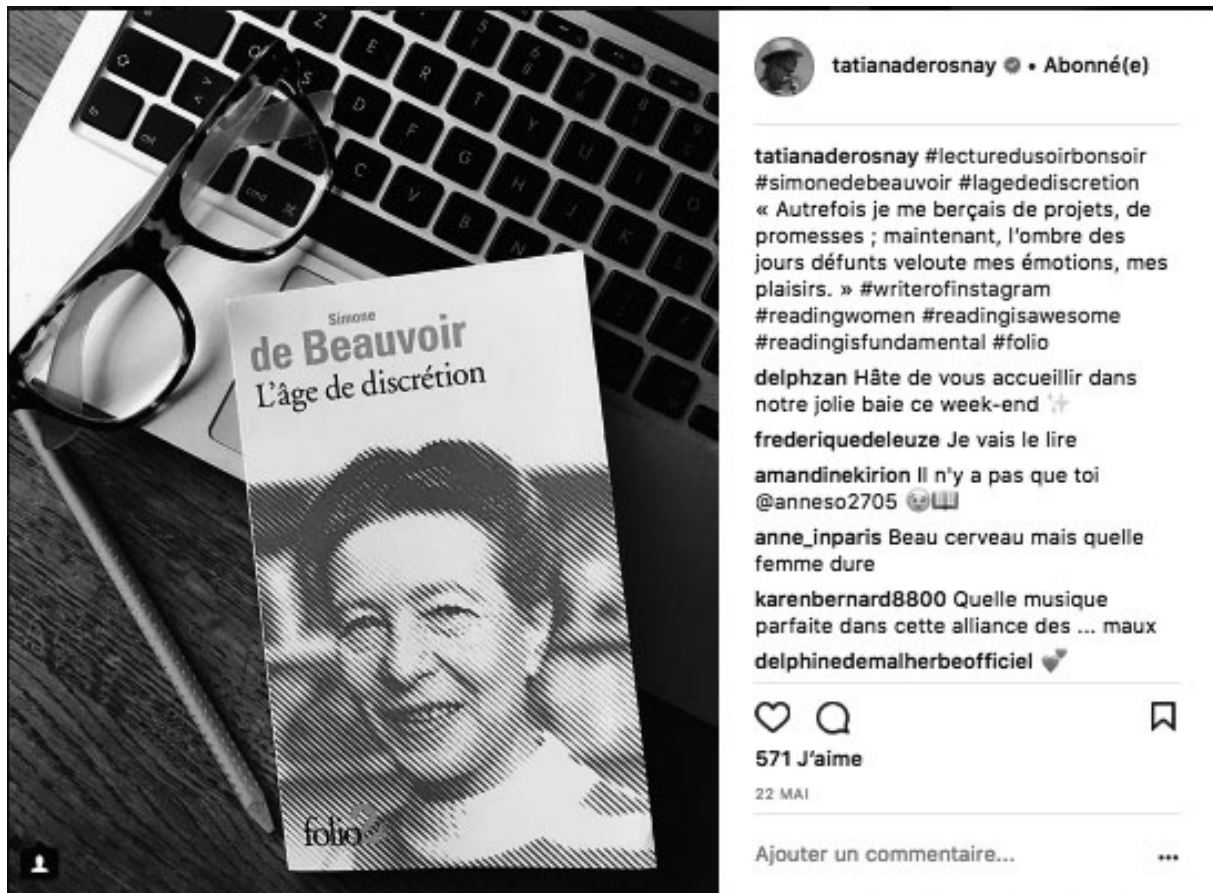 Simone
de Beauvoir
L'âge de discrétion
folio2
tatianaderosnay • Abonné(e)
tatianaderosnay #lecturedusoirbonsoir
#simonedebeauvoir #lagedediscretion
« Autrefois je me berçais de projets, de
promesses ; maintenant, l'ombre des
jours défunts veloute mes émotions, mes
plaisirs. » #writerofinstagram
#readingwomen #readingisawesome
#readingisfundamental #folio
delphzan Hâte de vous accueillir dans
notre jolie baie ce week-end ✨
frederiquedeleuze Je vais le lire
amandinekirion Il n'y a pas que toi
@anneso2705
anne_inparis Beau cerveau mais quelle
femme dure
karenbernard8800 Quelle musique
parfaite dans cette alliance des ... maux
delphinedemalherbeofficiel 💕
571 J'aime
22 MAI
Ajouter un commentaire...